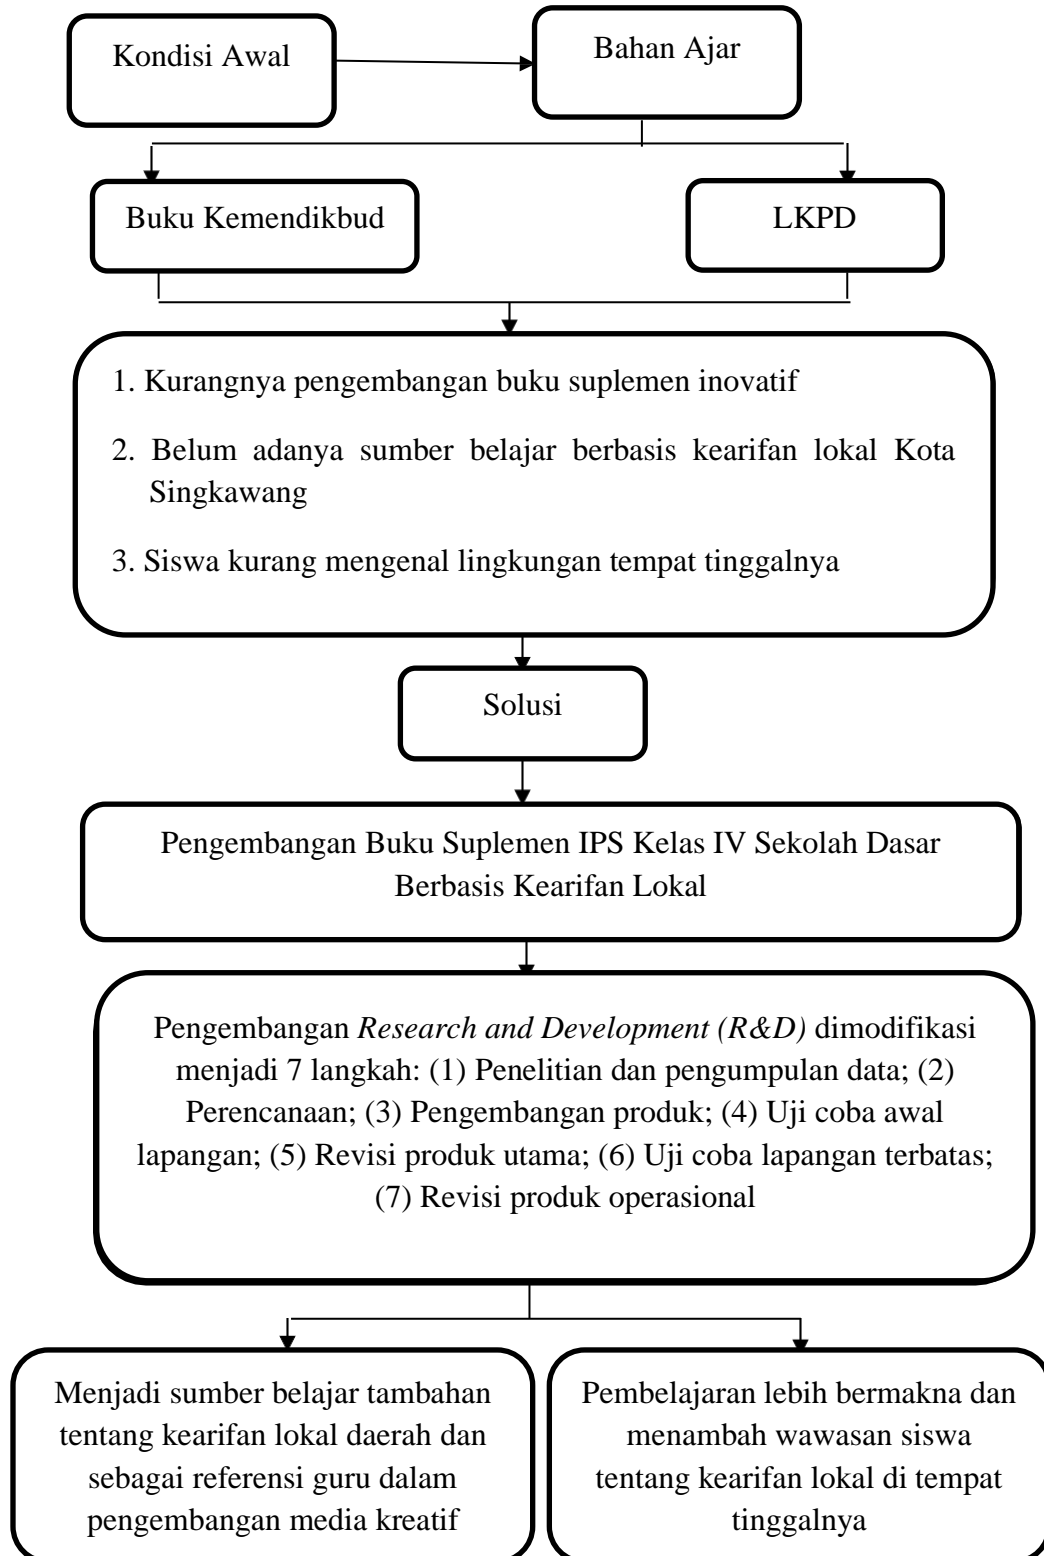 Kondisi Awal
Bahan Ajar
Buku Kemendikbud
LKPD
1. Kurangnya pengembangan buku suplemen inovatif
2. Belum adanya sumber belajar berbasis kearifan lokal Kota
Singkawang
3. Siswa kurang mengenal lingkungan tempat tinggalnya
Solusi
Pengembangan Buku Suplemen IPS Kelas IV Sekolah Dasar
Berbasis Kearifan Lokal
Pengembangan Research and Development (R&D) dimodifikasi
menjadi 7 langkah: (1) Penelitian dan pengumpulan data; (2)
Perencanaan; (3) Pengembangan produk; (4) Uji coba awal
lapangan; (5) Revisi produk utama; (6) Uji coba lapangan terbatas;
(7) Revisi produk operasional
Menjadi sumber belajar tambahan
tentang kearifan lokal daerah dan
sebagai referensi guru dalam
pengembangan media kreatif
Pembelajaran lebih bermakna dan
menambah wawasan siswa
tentang kearifan lokal di tempat
tinggalnya